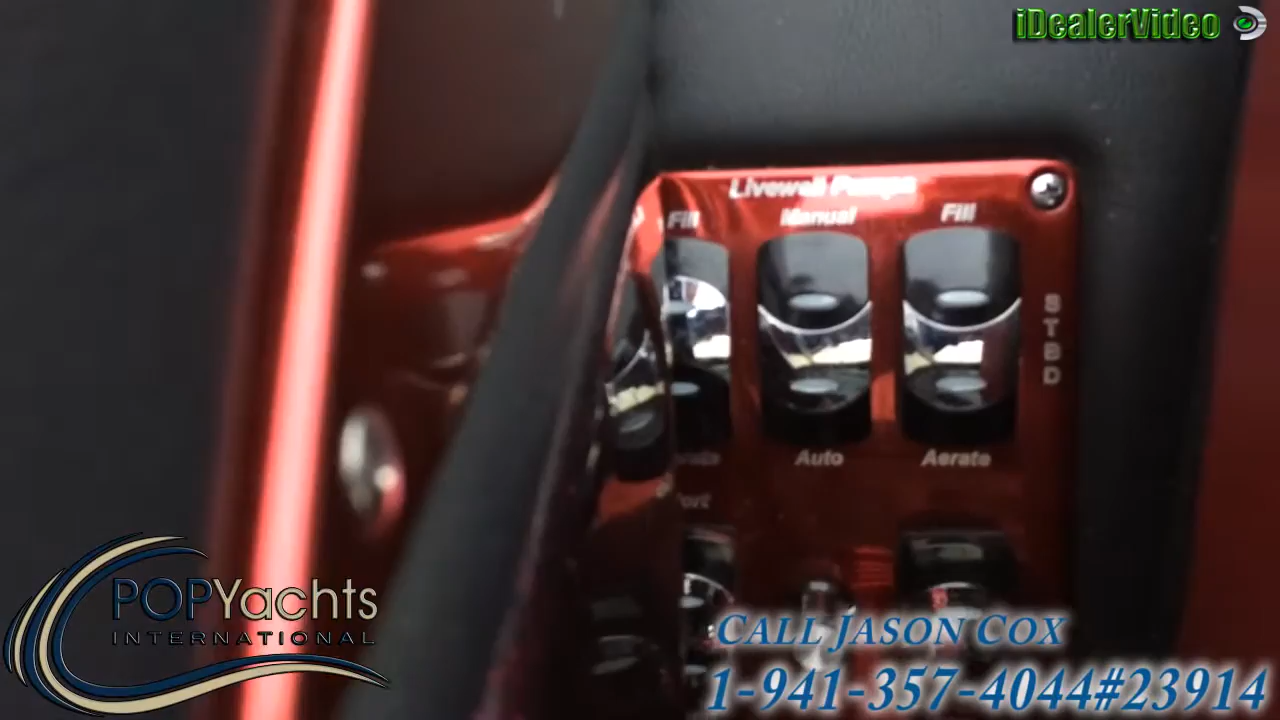 iDealerVideo
Livewell Pumps
Fill Manual Fill
STBD
Auto Aerate
POPYachts
INTERNATIONAL
CALL JASON COX
1-941-357-4044#23914